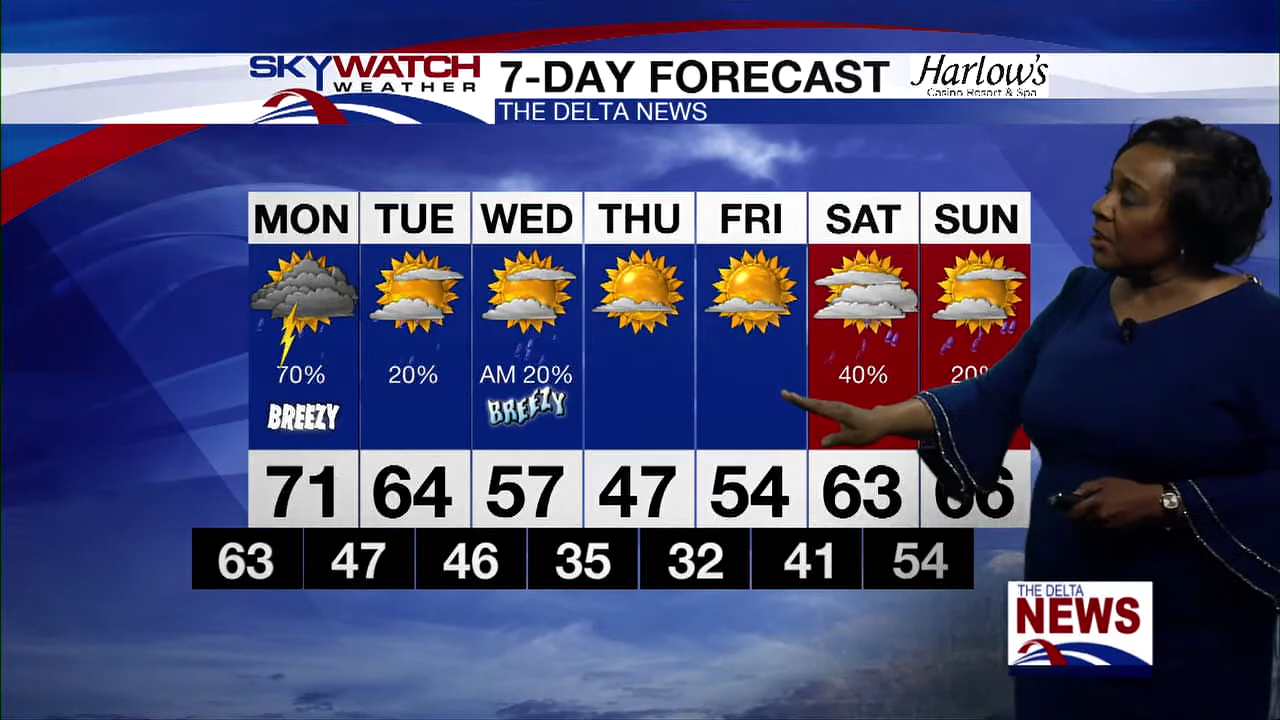 SKYWATCH
WEATHER
7-DAY FORECAST
THE DELTA NEWS
Harlow's
Casino Resort & Spa
MON TUE WED THU FRI SAT SUN
70% 20% AM 20% 40% 20%
BREEZY BREEZY
71 64 57 47 54 63 66
63 47 46 35 32 41 54
THE DELTA
NEWS